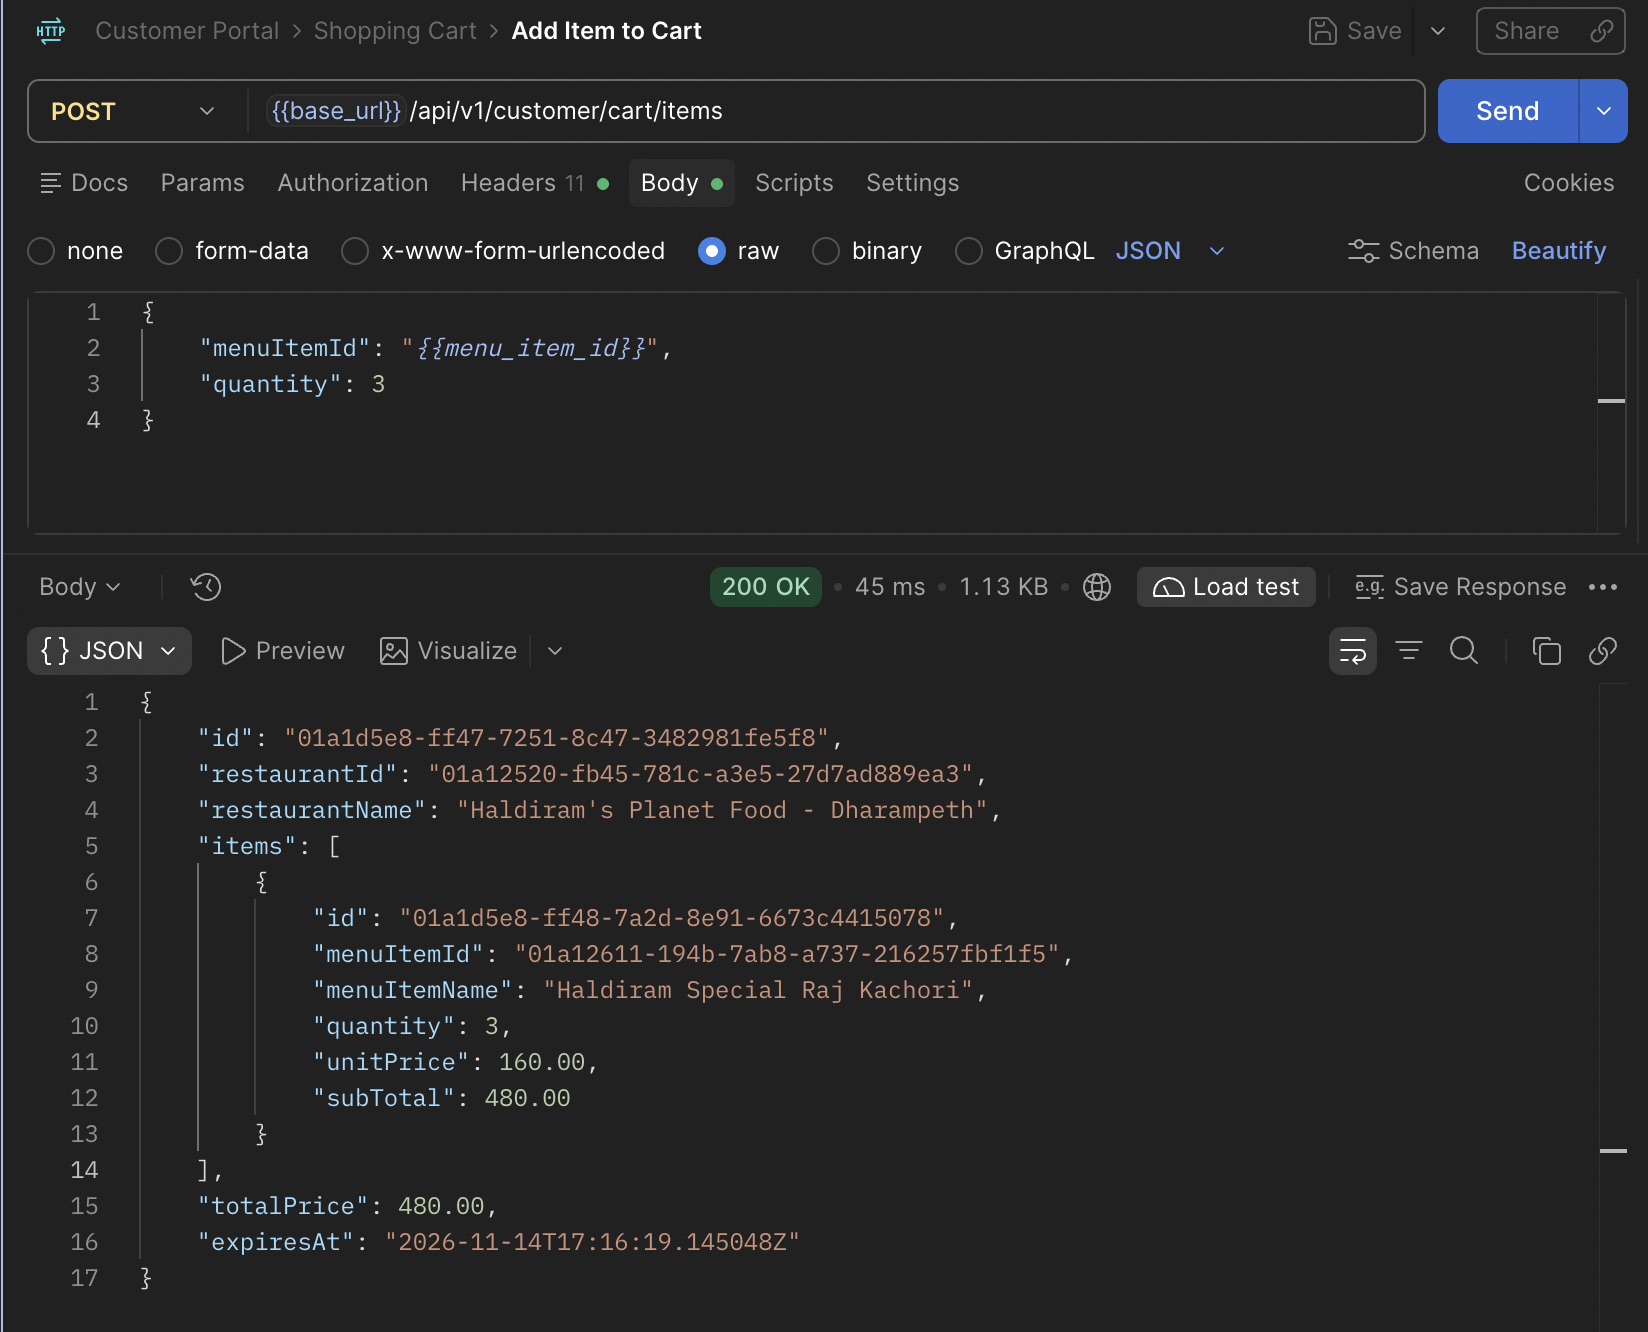 HTTP Customer Portal > Shopping Cart > Add Item to Cart Save Share
POST {{base_url}}/api/v1/customer/cart/items Send
Docs Params Authorization Headers 11 Body Scripts Settings Cookies
none form-data x-www-form-urlencoded raw binary GraphQL JSON Schema Beautify
1 {
2 "menuItemId": "{{menu_item_id}}",
3 "quantity": 3
4 }
Body 200 OK • 45 ms • 1.13 KB • Load test e.g. Save Response •••
{ } JSON Preview Visualize
1 {
2 "id": "01a1d5e8-ff47-7251-8c47-3482981fe5f8",
3 "restaurantId": "01a12520-fb45-781c-a3e5-27d7ad889ea3",
4 "restaurantName": "Haldiram's Planet Food - Dharampeth",
5 "items": [
6 {
7 "id": "01a1d5e8-ff48-7a2d-8e91-6673c4415078",
8 "menuItemId": "01a12611-194b-7ab8-a737-216257fbf1f5",
9 "menuItemName": "Haldiram Special Raj Kachori",
10 "quantity": 3,
11 "unitPrice": 160.00,
12 "subTotal": 480.00
13 }
14 ],
15 "totalPrice": 480.00,
16 "expiresAt": "2026-11-14T17:16:19.145048Z"
17 }